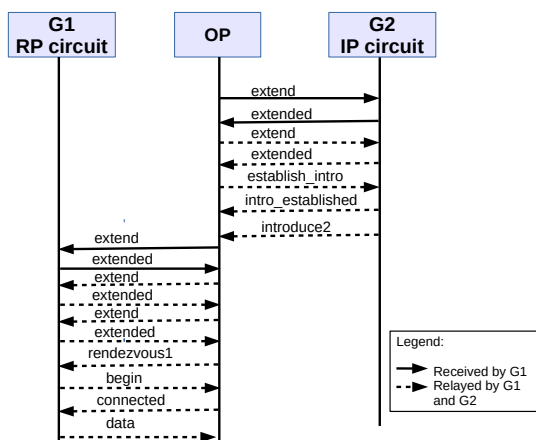 G1
RP circuit
OP
G2
IP circuit
extend
extended
extend
extended
establish_intro
intro_established
introduce2
extend
extended
extend
extended
extend
extended
rendezvous1
begin
connected
data
Legend:
Received by G1
Relayed by G1
and G2